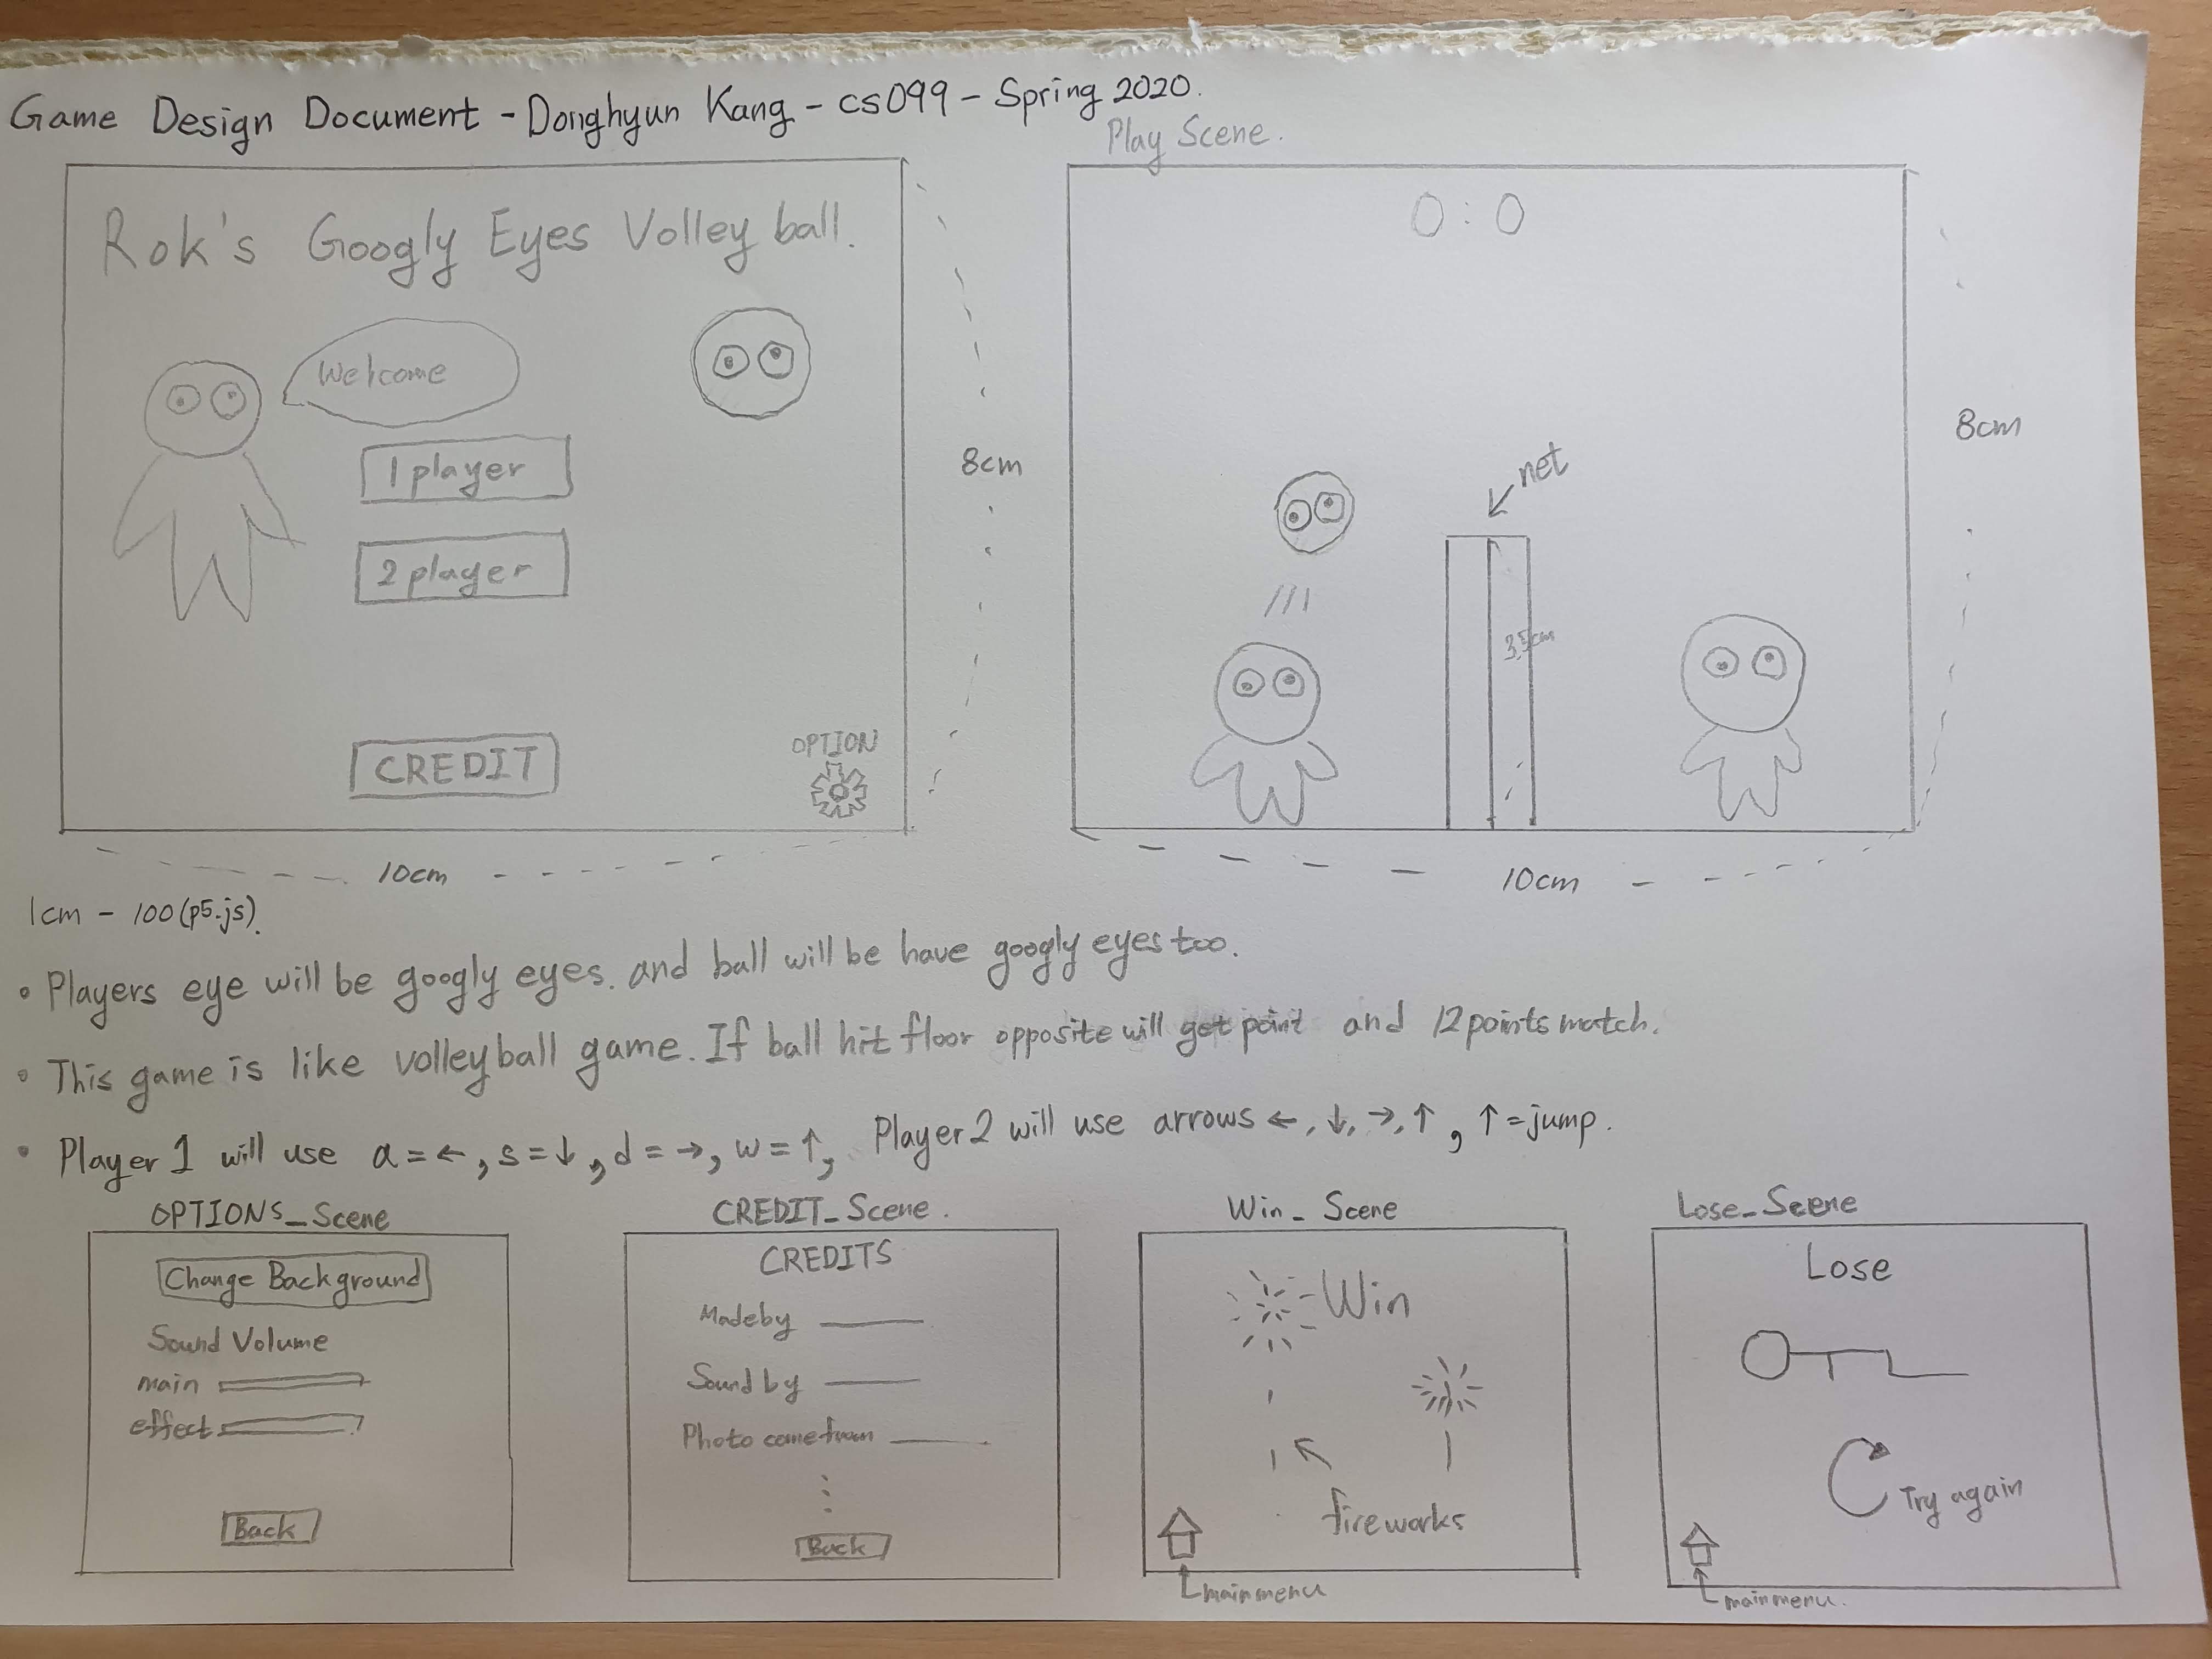 Game Design Document - Donghyun Kang - cs099 - Spring 2020.
Rok's Googly Eyes Volley ball.
Welcome
1 player
2 player
CREDIT
OPTION
8cm
10cm
Play Scene.
0 : 0
net
3.5cm
8cm
10cm
1cm - 100(p5.js).
• Players eye will be googly eyes. and ball will be have googly eyes too.
• This game is like volleyball game. If ball hit floor opposite will get point and 12points match.
• Player 1 will use a = ←, s = ↓, d = →, w = ↑, Player 2 will use arrows ←, ↓, →, ↑, ↑ = jump.
OPTIONS_Scene
Change Background
Sound Volume
main
effect
Back
CREDIT_Scene.
CREDITS
Made by
Sound by
Photo come from
Back
Win_Scene
Win
fireworks
main menu
Lose_Scene
Lose
Try again
main menu.